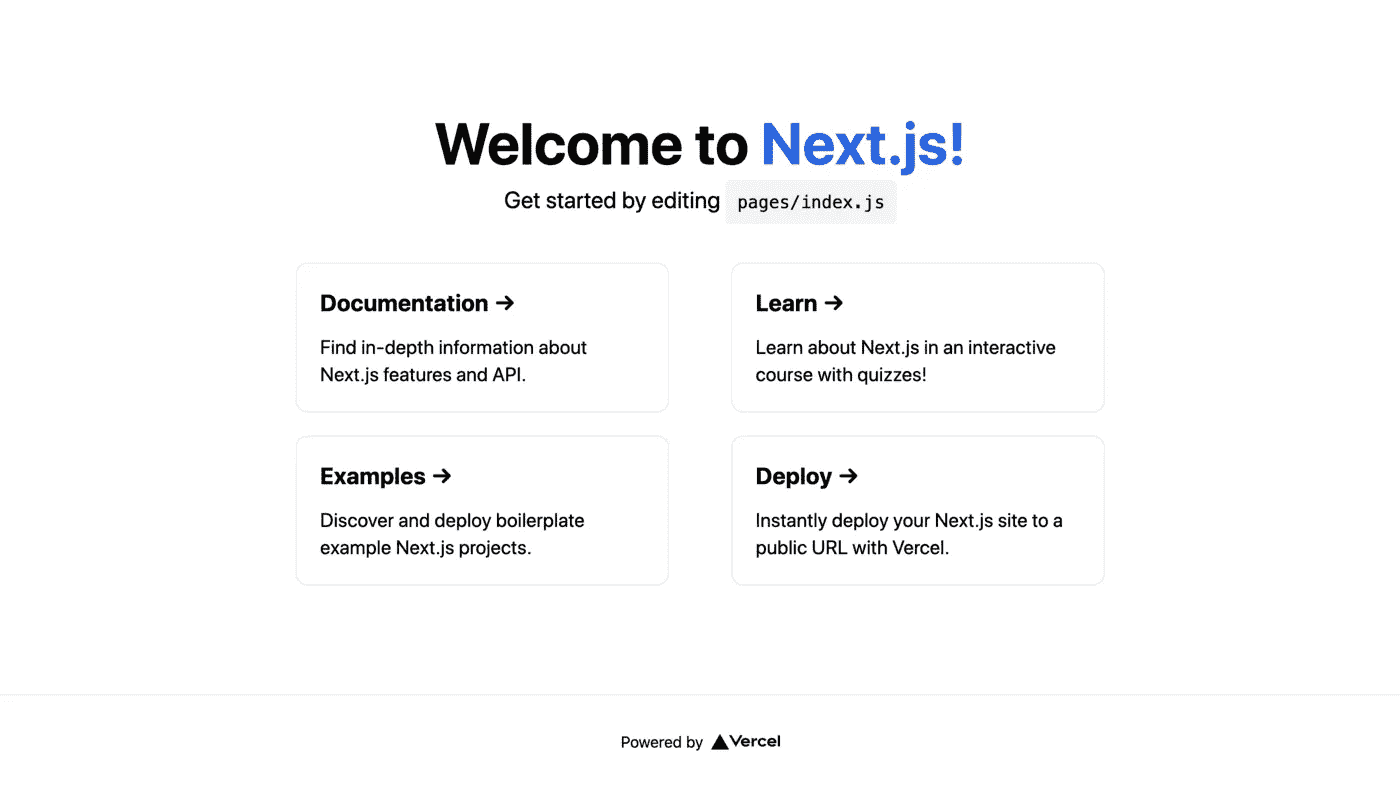 Welcome to Next.js!
Get started by editing pages/index.js
Documentation →
Find in-depth information about
Next.js features and API.
Learn →
Learn about Next.js in an interactive
course with quizzes!
Examples →
Discover and deploy boilerplate
example Next.js projects.
Deploy →
Instantly deploy your Next.js site to a
public URL with Vercel.
Powered by Vercel